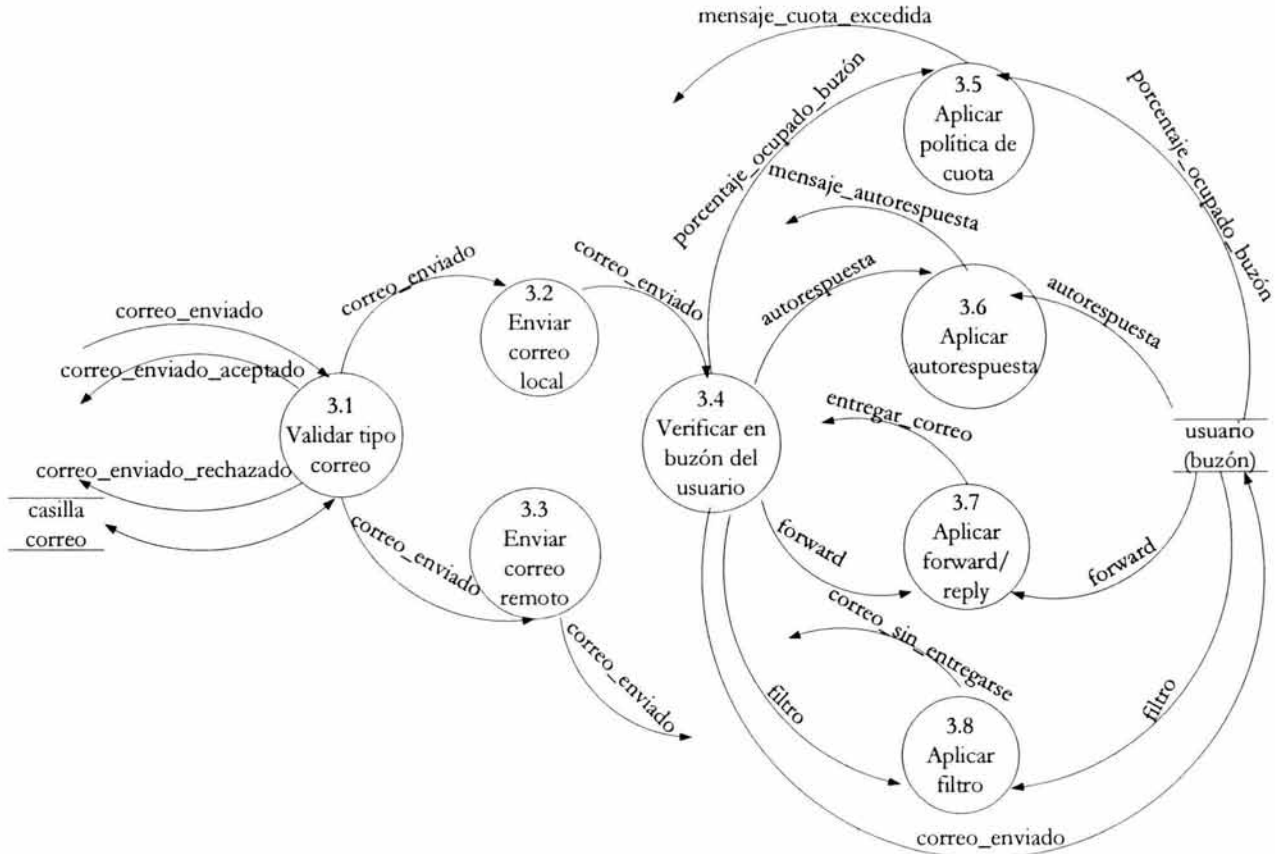 mensaje_cuota_excedida
3.5
Aplicar
política de
cuota
porcentaje_ocupado_buzón
porcentaje_ocupado_buzón
mensaje_autorespuesta
correo_enviado
correo_enviado
autorespuesta
3.6
Aplicar
autorespuesta
autorespuesta
correo_enviado
3.2
Enviar
correo
local
correo_enviado_aceptado
3.1
Validar tipo
correo
3.4
Verificar en
buzón del
usuario
entregar_correo
usuario
(buzón)
correo_enviado_rechazado
casilla
correo
correo_enviado
3.3
Enviar
correo
remoto
forward
3.7
Aplicar
forward/
reply
forward
correo_enviado
correo_sin_entregarse
filtro
3.8
Aplicar
filtro
filtro
correo_enviado